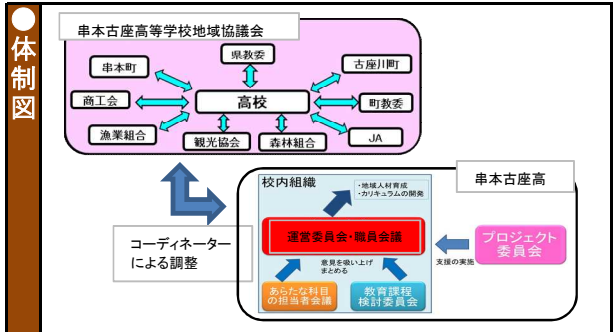 ●体制図
串本古座高等学校地域協議会
県教委
串本町
古座川町
商工会
高校
町教委
漁業組合
観光協会
森林組合
JA
串本古座高
校内組織
・地域人材育成
・カリキュラムの開発
運営委員会・職員会議
プロジェクト
委員会
支援の実施
コーディネーター
による調整
意見を吸い上げ
まとめる
あらたな科目
の担当者会議
教育課程
検討委員会